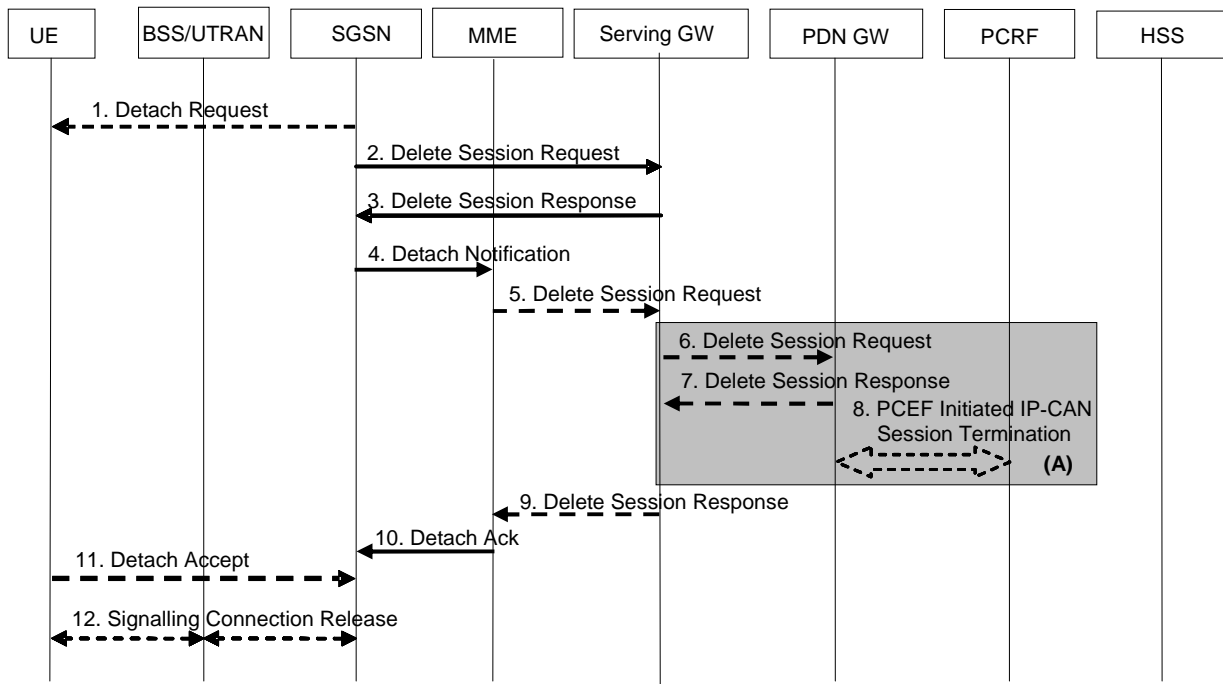 UE
BSS/UTRAN
SGSN
MME
Serving GW
PDN GW
PCRF
HSS
1. Detach Request
2. Delete Session Request
3. Delete Session Response
4. Detach Notification
5. Delete Session Request
6. Delete Session Request
7. Delete Session Response
8. PCEF Initiated IP-CAN
Session Termination
(A)
9. Delete Session Response
10. Detach Ack
11. Detach Accept
12. Signalling Connection Release